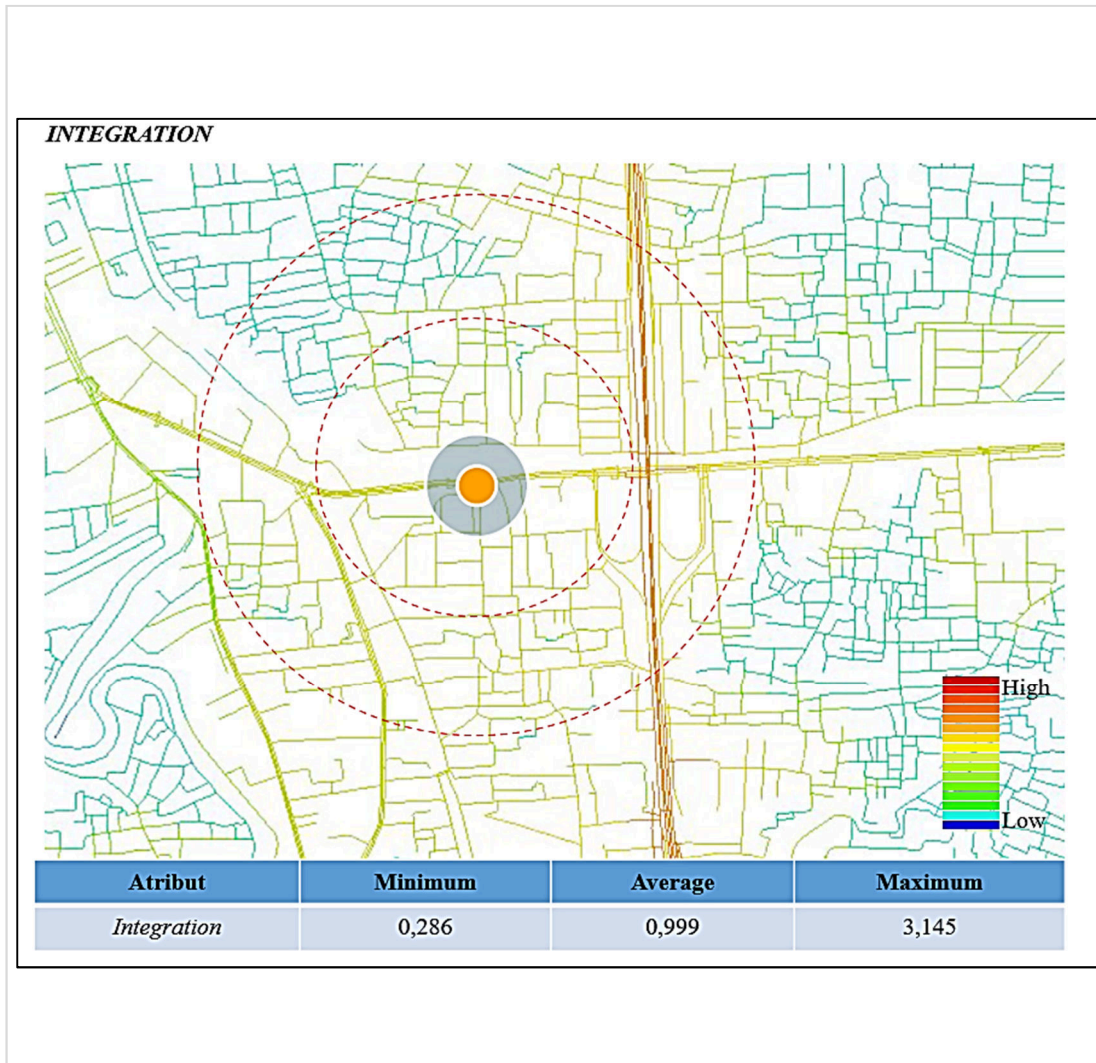 INTEGRATION
High
Low
Atribut Minimum Average Maximum
Integration 0,286 0,999 3,145